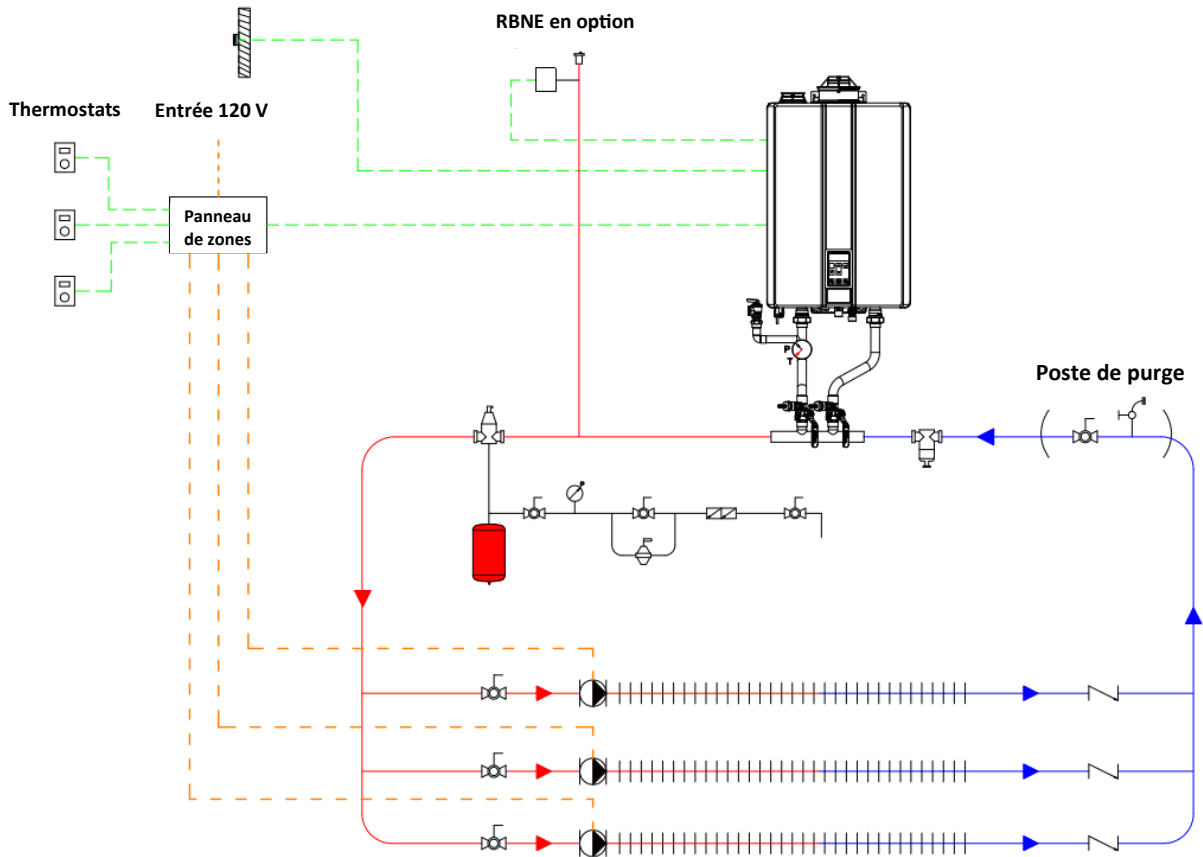 RBNE en option
Thermostats
Entrée 120 V
Panneau
de zones
P
T
Poste de purge
P